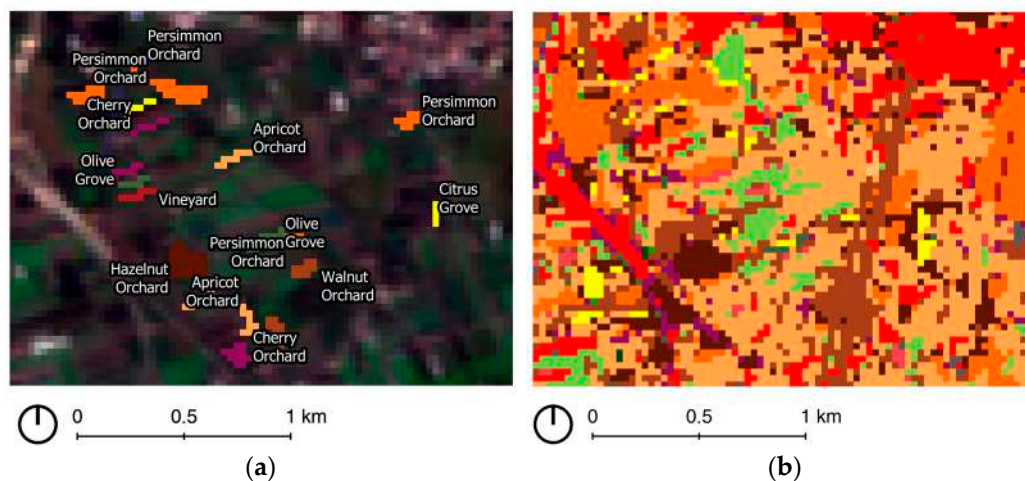 Persimmon
Orchard
Persimmon
Orchard
Cherry
Orchard
Persimmon
Orchard
Apricot
Orchard
Olive
Grove
Vineyard
Citrus
Grove
Olive
Grove
Persimmon
Orchard
Hazelnut
Orchard
Apricot
Orchard
Walnut
Orchard
Cherry
Orchard
0 0.5 1 km
0 0.5 1 km
(a)
(b)